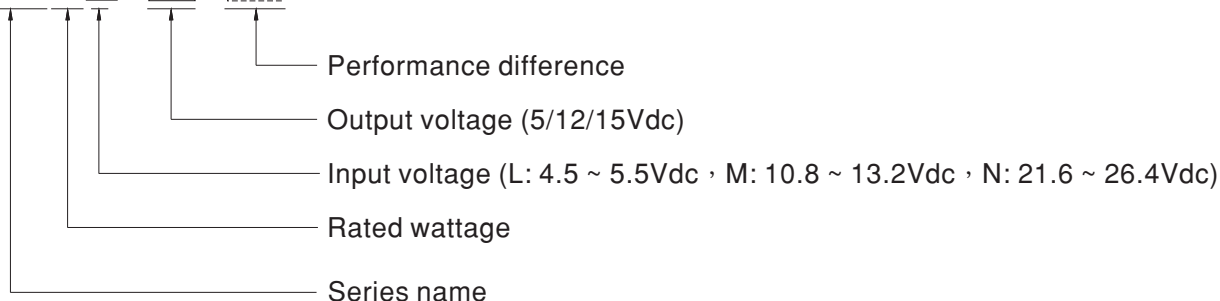 Performance difference
Output voltage (5/12/15Vdc)
Input voltage (L: 4.5 ~ 5.5Vdc，M: 10.8 ~ 13.2Vdc，N: 21.6 ~ 26.4Vdc)
Rated wattage
Series name